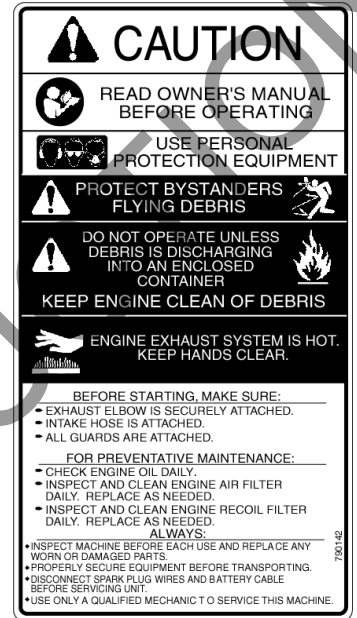 CAUTION
READ OWNER'S MANUAL
BEFORE OPERATING
USE PERSONAL
PROTECTION EQUIPMENT
PROTECT BYSTANDERS
FLYING DEBRIS
DO NOT OPERATE UNLESS
DEBRIS IS DISCHARGING
INTO AN ENCLOSED
CONTAINER
KEEP ENGINE CLEAN OF DEBRIS
ENGINE EXHAUST SYSTEM IS HOT.
KEEP HANDS CLEAR.
BEFORE STARTING, MAKE SURE:
EXHAUST ELBOW IS SECURELY ATTACHED.
INTAKE HOSE IS ATTACHED.
ALL GUARDS ARE ATTACHED.
FOR PREVENTATIVE MAINTENANCE:
CHECK ENGINE OIL DAILY.
INSPECT AND CLEAN ENGINE AIR FILTER
DAILY. REPLACE AS NEEDED.
INSPECT AND CLEAN ENGINE RECOIL FILTER
DAILY. REPLACE AS NEEDED.
ALWAYS:
INSPECT MACHINE BEFORE EACH USE AND REPLACE ANY
WORN OR DAMAGED PARTS.
PROPERLY SECURE EQUIPMENT BEFORE TRANSPORTING.
DISCONNECT SPARK PLUG WIRES AND BATTERY CABLE
BEFORE SERVICING UNIT.
USE ONLY A QUALIFIED MECHANIC T O SERVICE THIS MACHINE.
790142